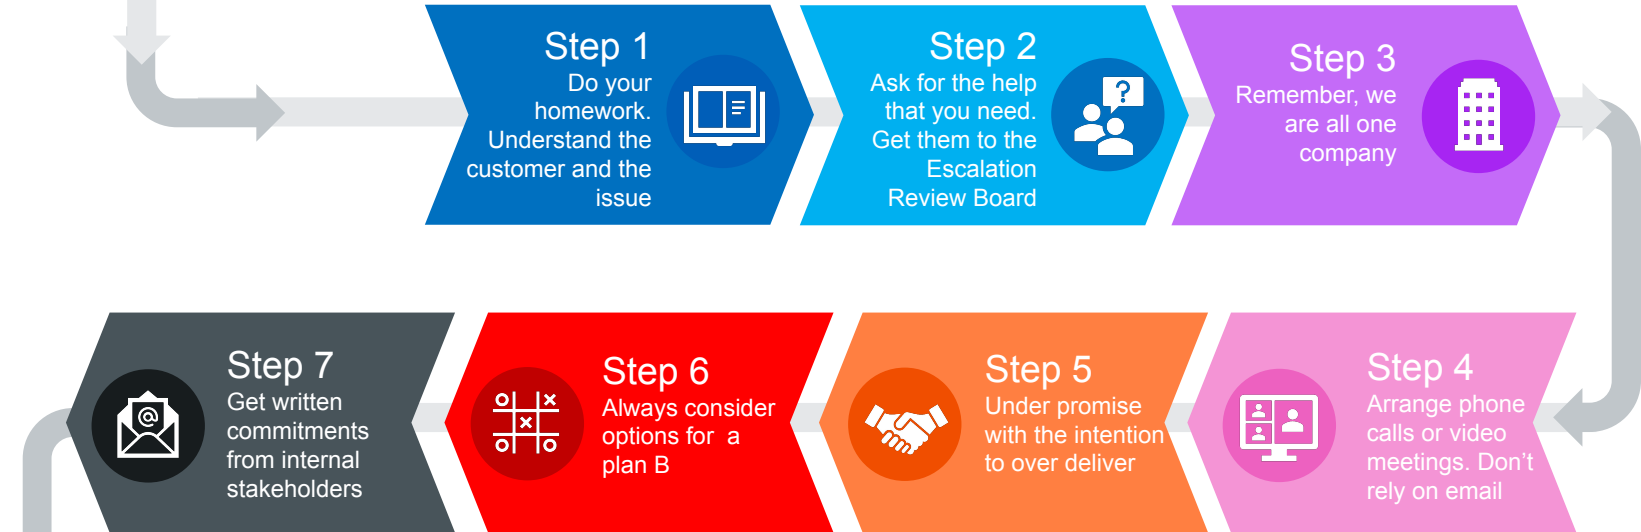 Step 1
Do your
homework.
Understand the
customer and the
issue
Step 2
Ask for the help
that you need.
Get them to the
Escalation
Review Board
?
Step 3
Remember, we
are all one
company
Step 4
Arrange phone
calls or video
meetings. Don’t
rely on email
Step 5
Under promise
with the intention
to over deliver
Step 6
Always consider
options for  a
plan B
Step 7
Get written
commitments
from internal
stakeholders
@